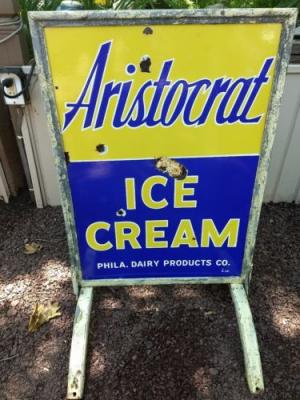 Aristocrat
ICE
CREAM
PHILA. DAIRY PRODUCTS CO.